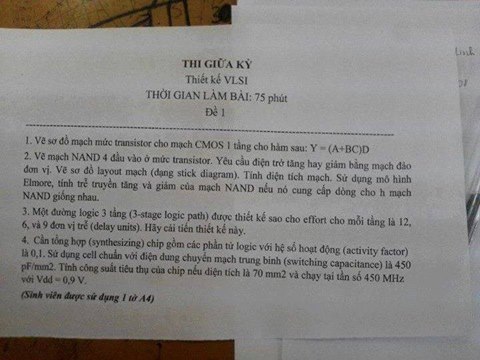 THI GIỮA KỲ
Thiết kế VLSI
THỜI GIAN LÀM BÀI: 75 phút
Đề 1
1. Vẽ sơ đồ mạch mức transistor cho mạch CMOS 1 tầng cho hàm sau: Y = (A+BC)D
2. Vẽ mạch NAND 4 đầu vào ở mức transistor. Yêu cầu điện trở tăng hay giảm bằng mạch đảo
đơn vị. Vẽ sơ đồ layout mạch (dạng stick diagram). Tính diện tích mạch. Sử dụng mô hình
Elmore, tính trễ truyền tăng và giảm của mạch NAND nếu nó cung cấp dòng cho h mạch
NAND giống nhau.
3. Một đường logic 3 tầng (3-stage logic path) được thiết kế sao cho effort cho mỗi tầng là 12,
6, và 9 đơn vị trễ (delay units). Hãy cải tiến thiết kế này.
4. Cần tổng hợp (synthesizing) chip gồm các phần tử logic với hệ số hoạt động (activity factor)
là 0,1. Sử dụng cell chuẩn với điện dung chuyển mạch trung bình (switching capacitance) là 450
pF/mm2. Tính công suất tiêu thụ của chip nếu diện tích là 70 mm2 và chạy tại tần số 450 MHz
với Vdd = 0,9 V.
(Sinh viên được sử dụng 1 tờ A4)